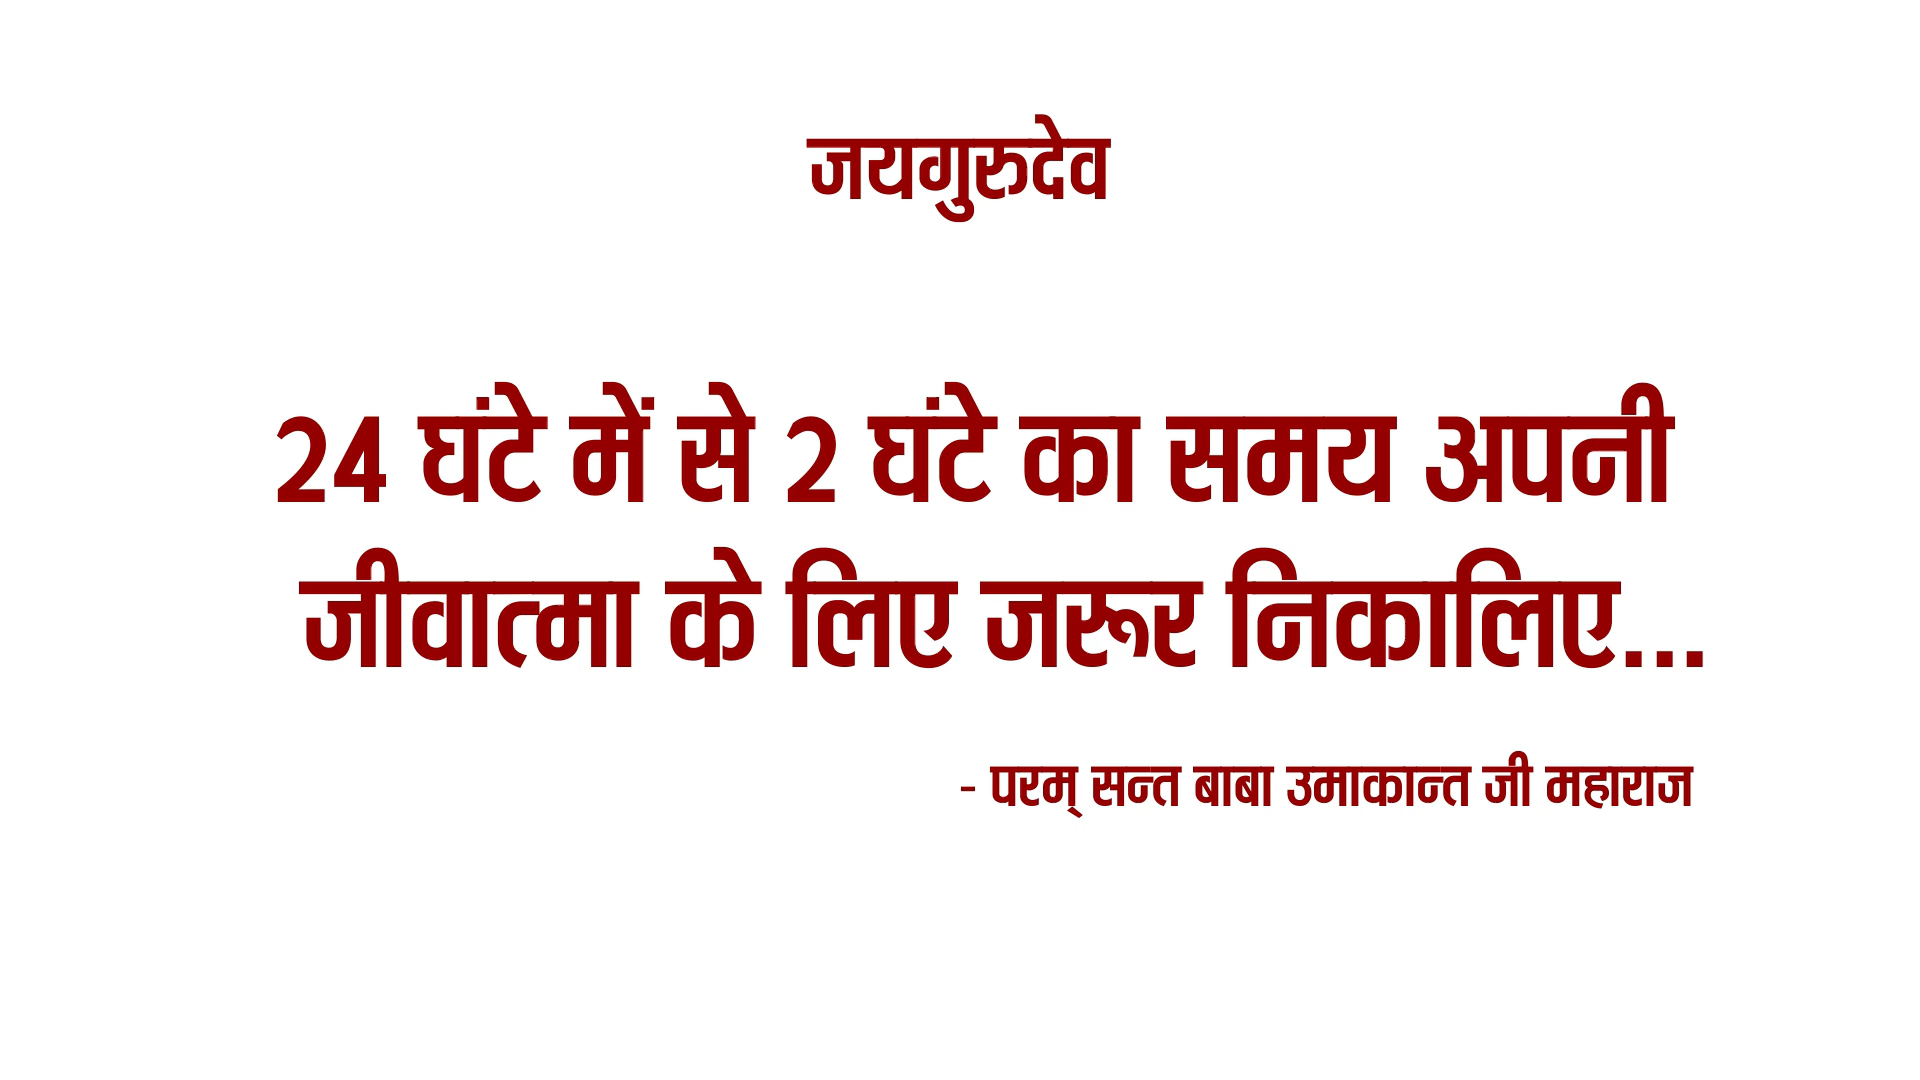 जयगुरुदेव
24 घंटे में से 2 घंटे का समय अपनी
जीवात्मा के लिए जरूर निकालिए...
- परम् सन्त बाबा उमाकान्त जी महाराज